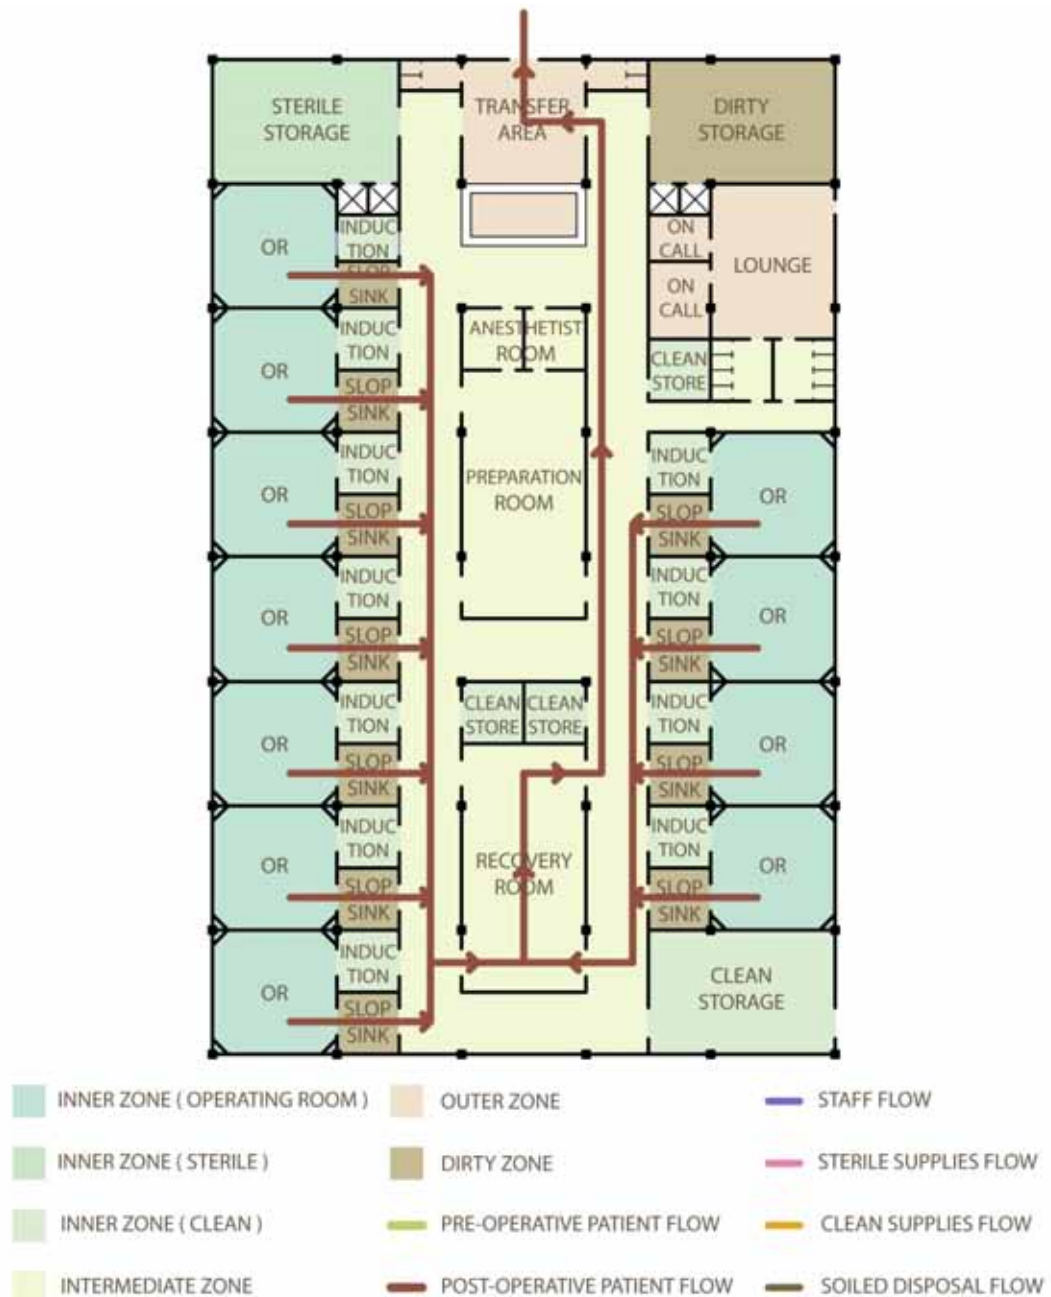 STERILE
STORAGE
TRANSFER
AREA
DIRTY
STORAGE
OR
INDUC
TION
SLOP
SINK
ON
CALL
ON
CALL
LOUNGE
OR
INDUC
TION
SLOP
SINK
ANESTHETIST
ROOM
CLEAN
STORE
OR
INDUC
TION
SLOP
SINK
PREPARATION
ROOM
INDUC
TION
SLOP
SINK
OR
OR
INDUC
TION
SLOP
SINK
INDUC
TION
SLOP
SINK
OR
OR
INDUC
TION
SLOP
SINK
CLEAN
STORE
CLEAN
STORE
INDUC
TION
SLOP
SINK
OR
OR
INDUC
TION
SLOP
SINK
RECOVERY
ROOM
INDUC
TION
SLOP
SINK
OR
OR
INDUC
TION
SLOP
SINK
CLEAN
STORAGE
INNER ZONE ( OPERATING ROOM )
OUTER ZONE
STAFF FLOW
INNER ZONE ( STERILE )
DIRTY ZONE
STERILE SUPPLIES FLOW
INNER ZONE ( CLEAN )
PRE-OPERATIVE PATIENT FLOW
CLEAN SUPPLIES FLOW
INTERMEDIATE ZONE
POST-OPERATIVE PATIENT FLOW
SOILED DISPOSAL FLOW